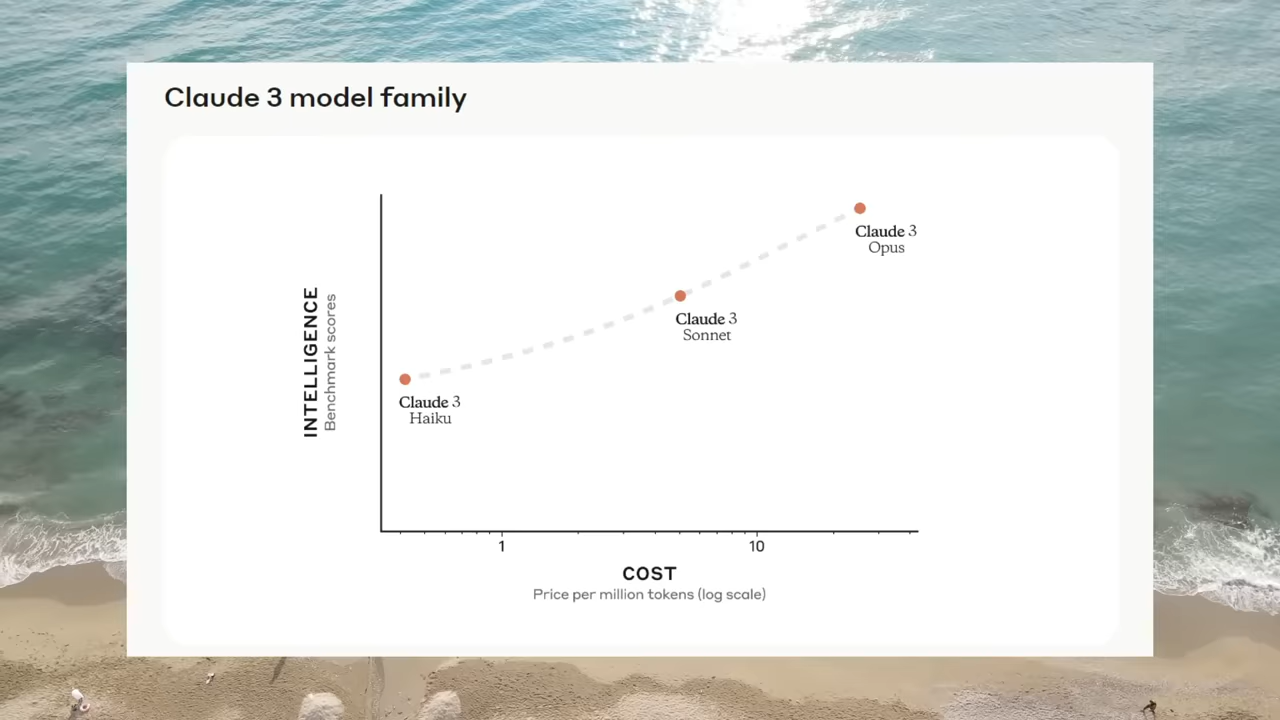 Claude 3 model family
INTELLIGENCE
Benchmark scores
Claude 3
Opus
Claude 3
Sonnet
Claude 3
Haiku
1
10
COST
Price per million tokens (log scale)